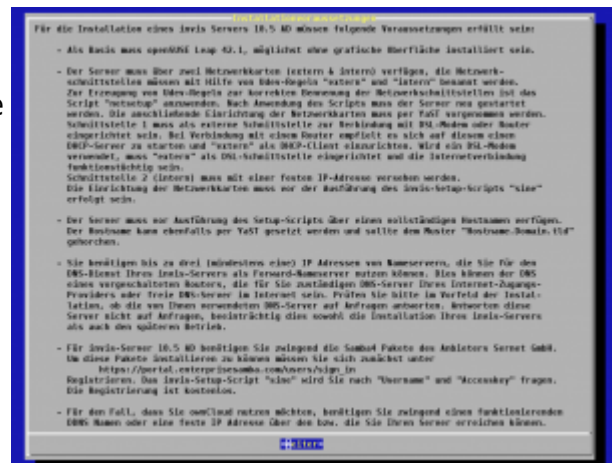 Installationsvoraussetzungen
Für die Installation eines invis Servers 10.5 AD müssen folgende Voraussetzungen erfüllt sein:
- Als Basis muss openSUSE Leap 42.1, möglichst ohne grafische Oberfläche installiert sein.
- Der Server muss über zwei Netzwerkkarten (extern & intern) verfügen, die Netzwerk-
schnittstellen müssen mit Hilfe von Udev-Regeln "extern" und "intern" benannt werden.
Zur Erzeugung von Udev-Regeln zur korrekten Benennung der Netzwerkschnittstellen ist das
Script "netsetup" anzuwenden. Nach Anwendung des Scripts muss der Server neu gestartet
werden. Die anschließende Einrichtung der Netzwerkkarten muss per YaST vorgenommen werden.
Schnittstelle 1 muss als externe Schnittstelle zur Verbindung mit DSL-Modem oder Router
eingerichtet sein. Bei Verbindung mit einem Router empfielt es sich auf diesem einen
DHCP-Server zu starten und "extern" als DHCP-Client einzurichten. Wird ein DSL-Modem
verwendet, muss "extern" als DSL-Schnittstelle eingerichtet und die Internetverbindung
funktionstüchtig sein.
Schnittstelle 2 (intern) muss mit einer festen IP-Adresse versehen werden.
Die Einrichtung der Netzwerkkarten muss vor der Ausführung des invis-Setup-Scripts "sine"
erfolgt sein.
- Der Server muss vor Ausführung des Setup-Scripts über einen vollständigen Hostnamen verfügen.
Der Hostname kann ebenfalls per YaST gesetzt werden und sollte dem Muster "Hostname.Domain.tld"
gehorchen.
- Sie benötigen bis zu drei (mindestens eine) IP Adressen von Nameservern, die Sie für den
DNS-Dienst Ihres invis-Servers als Forward-Nameserver nutzen können. Dies können der DNS
eines vorgeschalteten Routers, die für Sie zuständigen DNS-Server Ihres Internet-Zugangs-
Providers oder freie DNS-Server im Internet sein. Prüfen Sie bitte im Vorfeld der Instal-
lation, ob die von Ihnen verwendeten DNS-Server auf Anfragen antworten. Antworten diese
Server nicht auf Anfragen, beeinträchtig dies sowohl die Installation Ihres invis-Servers
als auch den späteren Betrieb.
- Für invis-Server 10.5 AD benötigen Sie zwingend die Samba4 Pakete des Anbieters Sernet GmbH.
Um diese Pakete installieren zu können müssen Sie sich zunächst unter
https://portal.enterprisesamba.com/users/sign_in
Registrieren. Das invis-Setup-Script "sine" wird Sie nach "Username" und "Accesskey" fragen.
Die Registrierung ist kostenlos.
- Für den Fall, dass Sie ownCloud nutzen möchten, benötigen Sie zwingend einen funktionierenden
DDNS Namen oder eine feste IP Adresse über den bzw. die Sie Ihren Server erreichen können.
Weiter
e